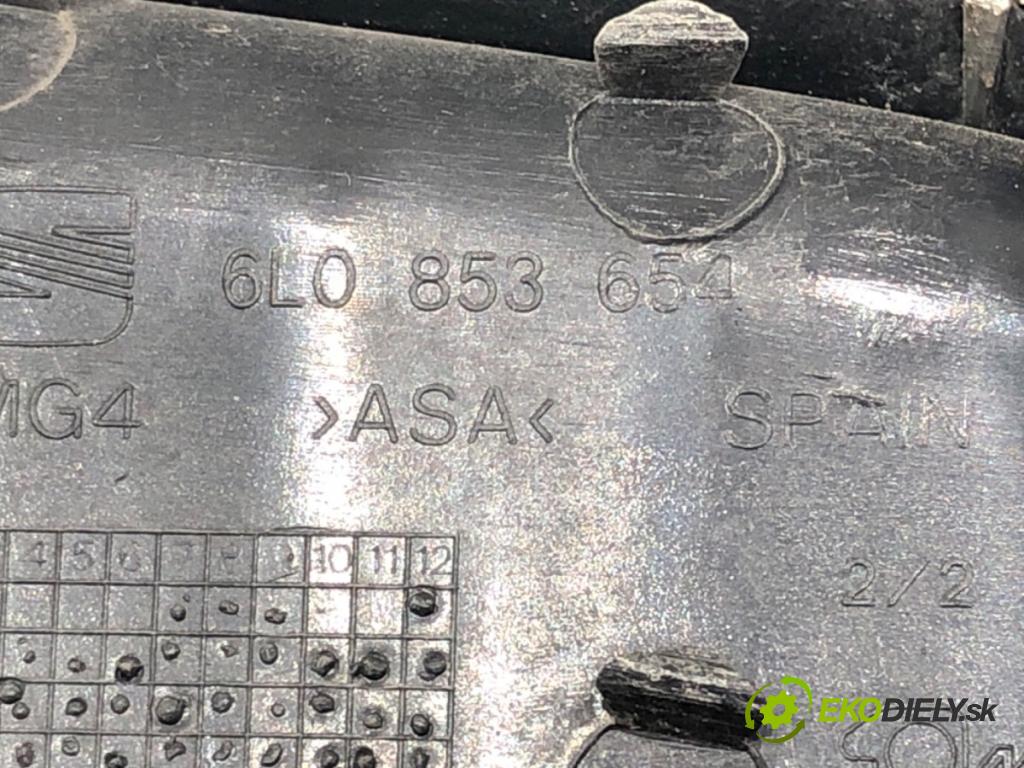 6L0 853 654
MG4 >ASA< SPAIN
4 5 6 7 8 9 10 11 12
2/2
EKODIELY.sk